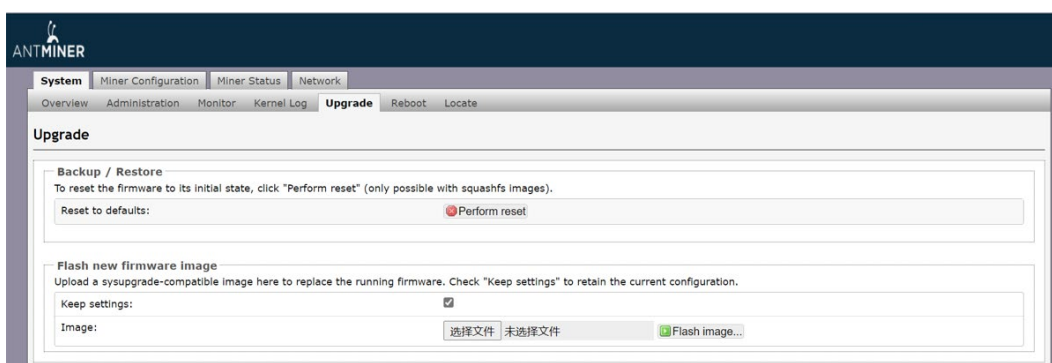 ANTMINER
System Miner Configuration Miner Status Network
Overview Administration Monitor Kernel Log Upgrade Reboot Locate
Upgrade
Backup / Restore
To reset the firmware to its initial state, click "Perform reset" (only possible with squashfs images).
Reset to defaults: Perform reset
Flash new firmware image
Upload a sysupgrade-compatible image here to replace the running firmware. Check "Keep settings" to retain the current configuration.
Keep settings:
Image: 选择文件 未选择文件 Flash image...